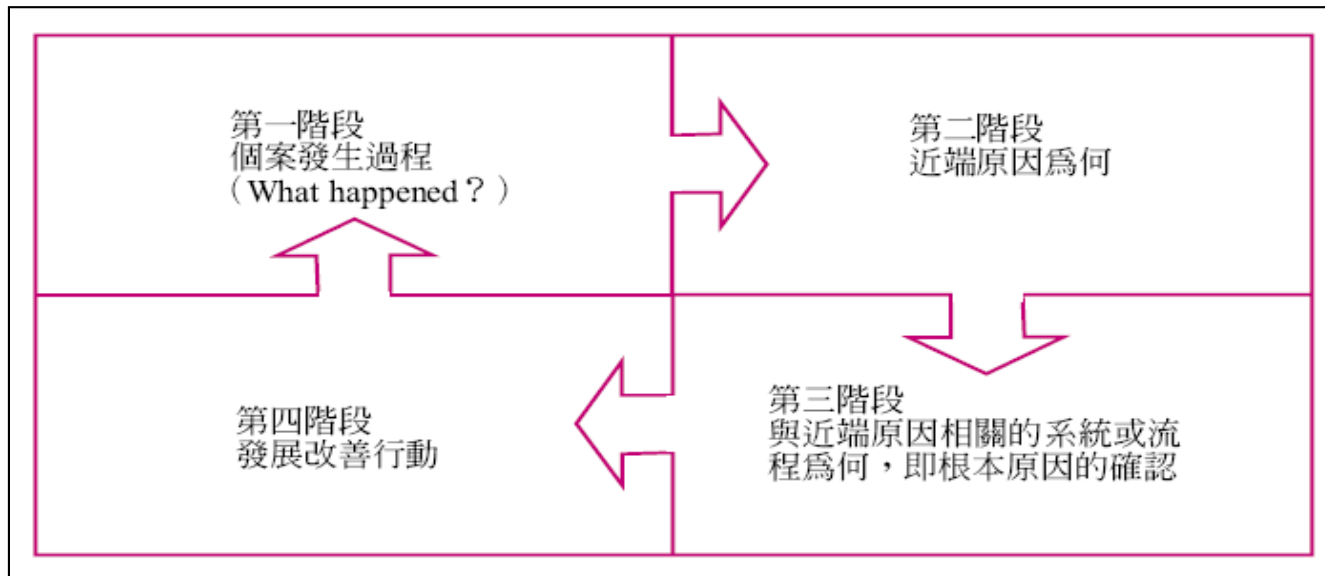 第一階段
個案發生過程
（What happened？）
第二階段
近端原因爲何
第三階段
與近端原因相關的系統或流
程爲何，即根本原因的確認
第四階段
發展改善行動